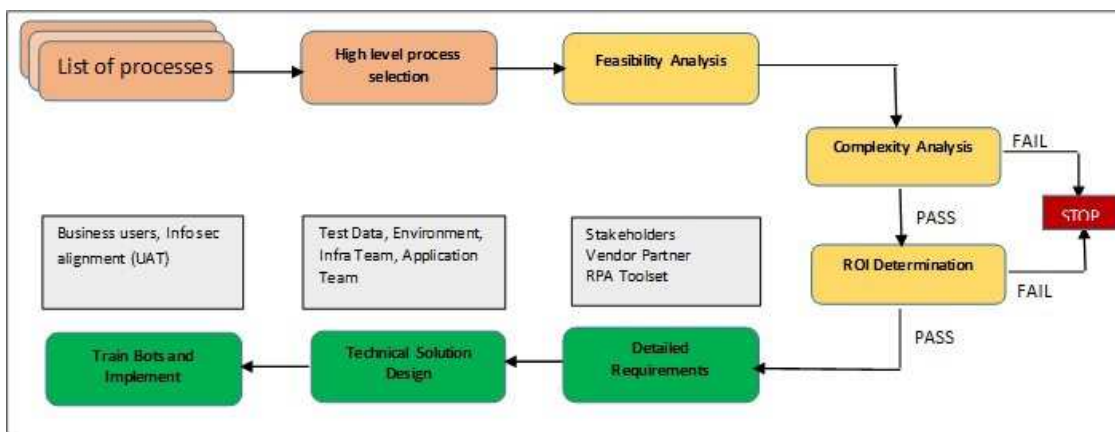 List of processes
High level process
selection
Feasibility Analysis
Complexity Analysis
FAIL
STOP
PASS
ROI Determination
FAIL
PASS
Business users, Infosec
alignment (UAT)
Test Data, Environment,
Infra Team, Application
Team
Stakeholders
Vendor Partner
RPA Toolset
Train Bots and
Implement
Technical Solution
Design
Detailed
Requirements